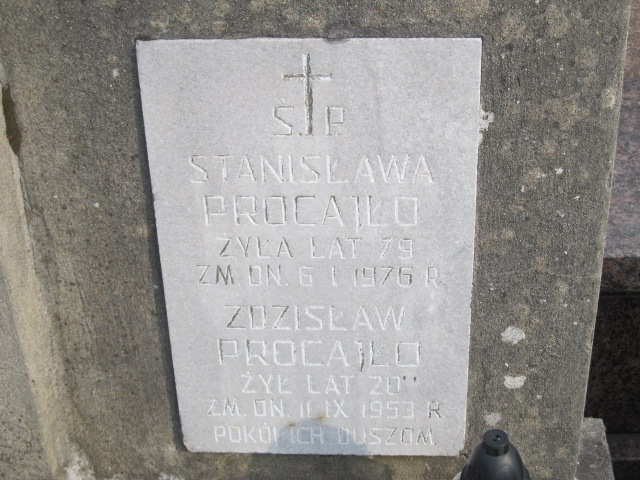 Ś. P.
STANISŁAWA
PROCAJŁO
ŻYŁA LAT 79
ZM. DN. 6 I 1976 R.
ZDZISŁAW
PROCAJŁO
ŻYŁ LAT 20"
ZM. DN. 11 IX 1953 R.
POKÓJ ICH DUSZOM